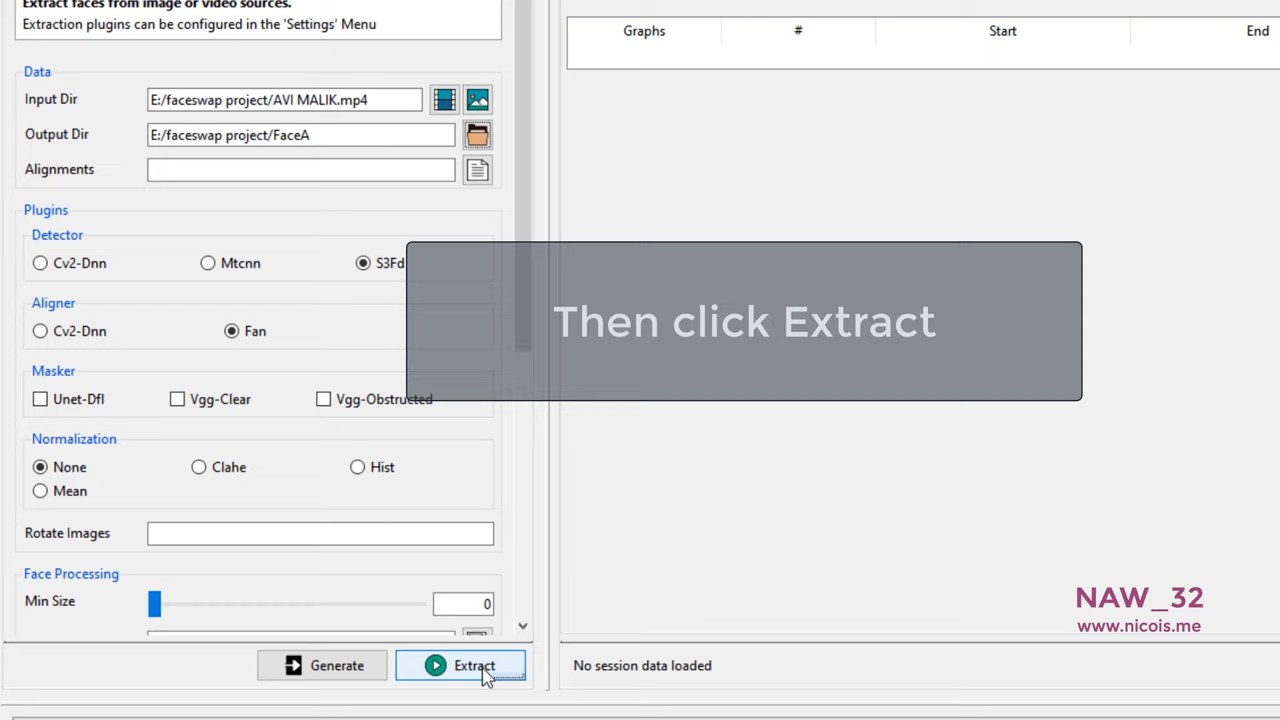 Extract faces from image or video sources.
Extraction plugins can be configured in the 'Settings' Menu
Data
Input Dir E:/faceswap project/AVI MALIK.mp4
Output Dir E:/faceswap project/FaceA
Alignments
Plugins
Detector
Cv2-Dnn Mtcnn S3Fd
Aligner
Cv2-Dnn Fan
Masker
Unet-Dfl Vgg-Clear Vgg-Obstructed
Normalization
None Clahe Hist
Mean
Rotate Images
Face Processing
Min Size 0
Generate Extract
Graphs # Start End
Then click Extract
NAW_32
www.nicois.me
No session data loaded